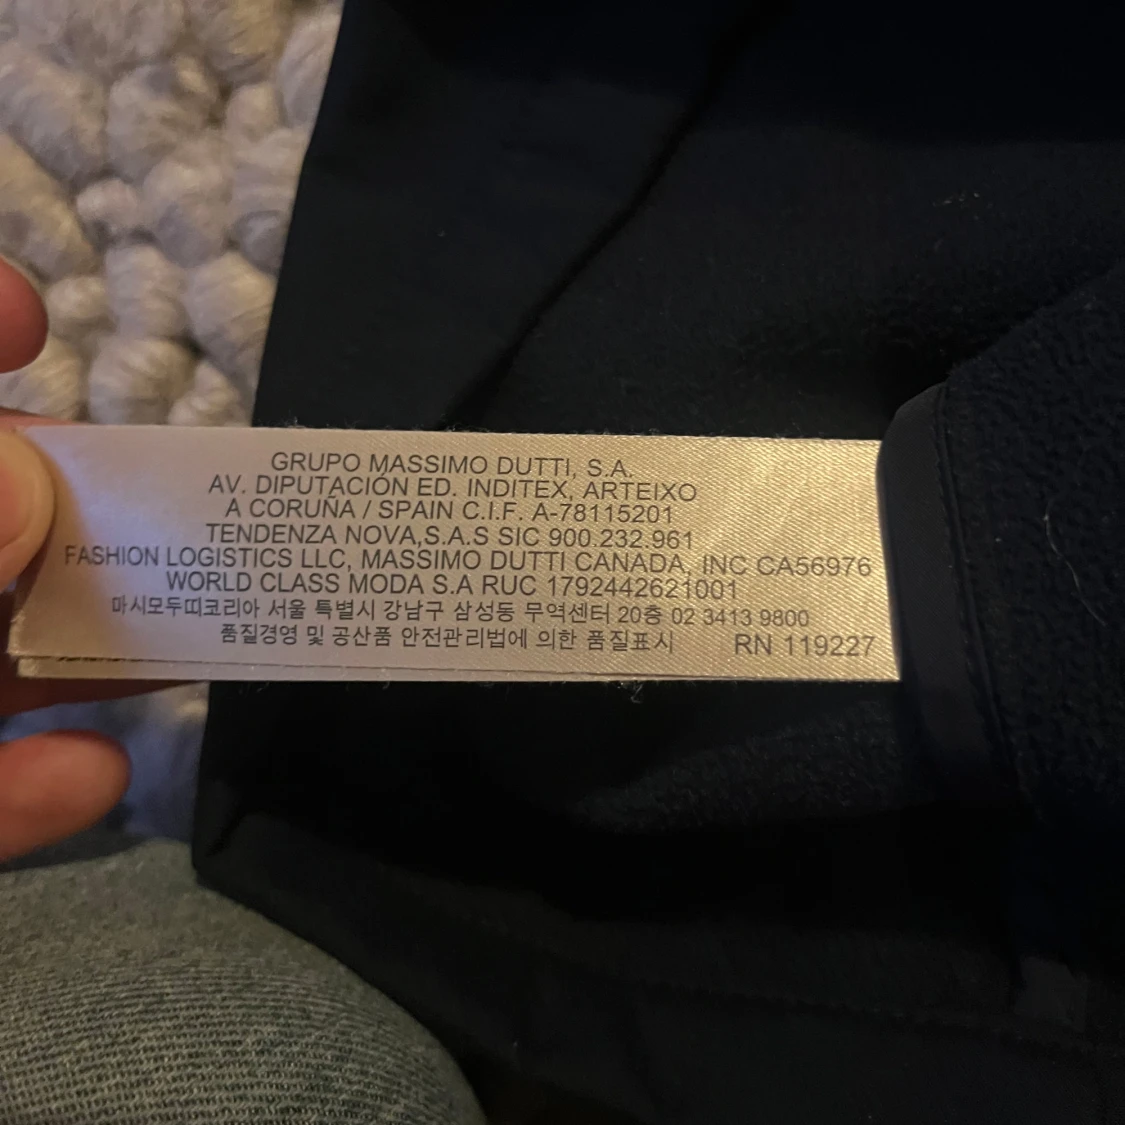 GRUPO MASSIMO DUTTI, S.A.
AV. DIPUTACIÓN ED. INDITEX, ARTEIXO
A CORUÑA / SPAIN C.I.F. A-78115201
TENDENZA NOVA,S.A.S SIC 900.232.961
FASHION LOGISTICS LLC, MASSIMO DUTTI CANADA, INC CA56976
WORLD CLASS MODA S.A RUC 1792442621001
마시모두띠코리아 서울 특별시 강남구 삼성동 무역센터 20층 02 3413 9800
품질경영 및 공산품 안전관리법에 의한 품질표시 RN 119227